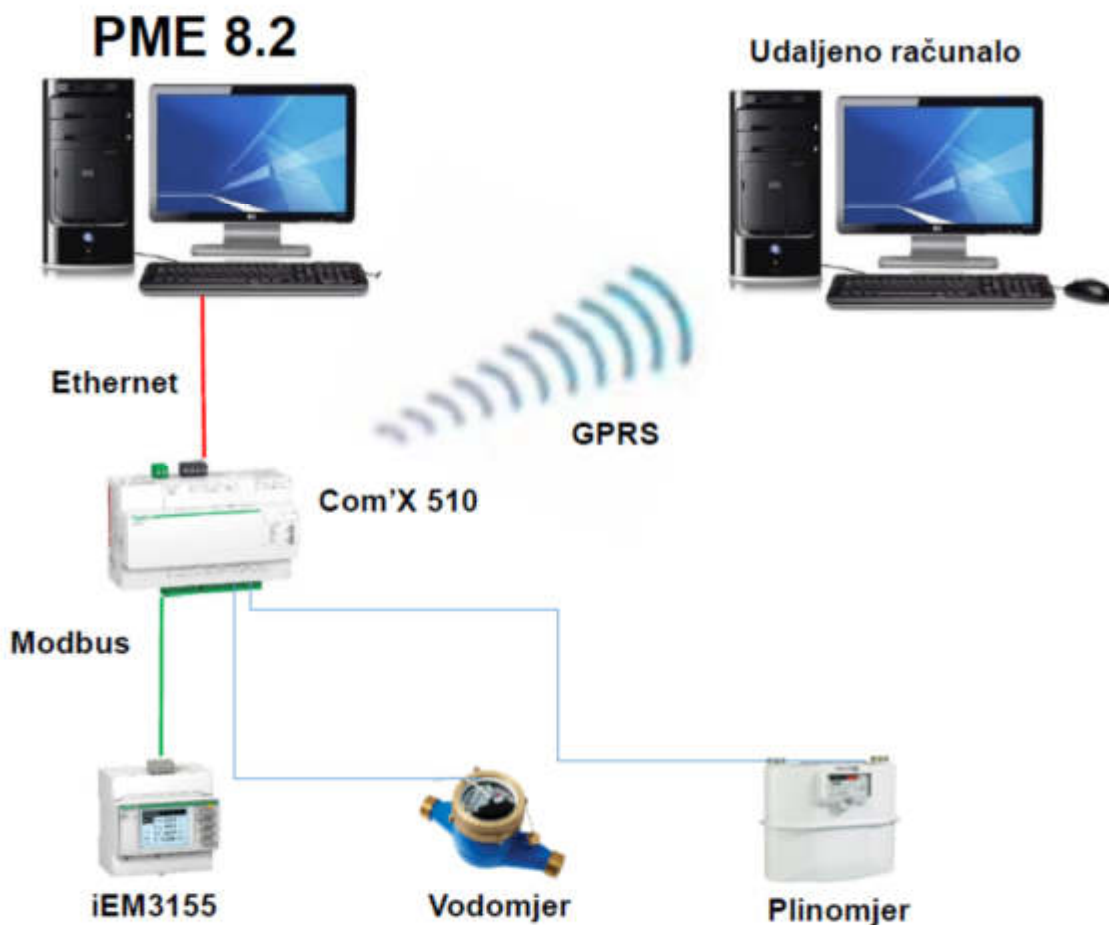 PME 8.2
Udaljeno računalo
Ethernet
GPRS
Com'X 510
Modbus
iEM3155
Vodomjer
Plinomjer